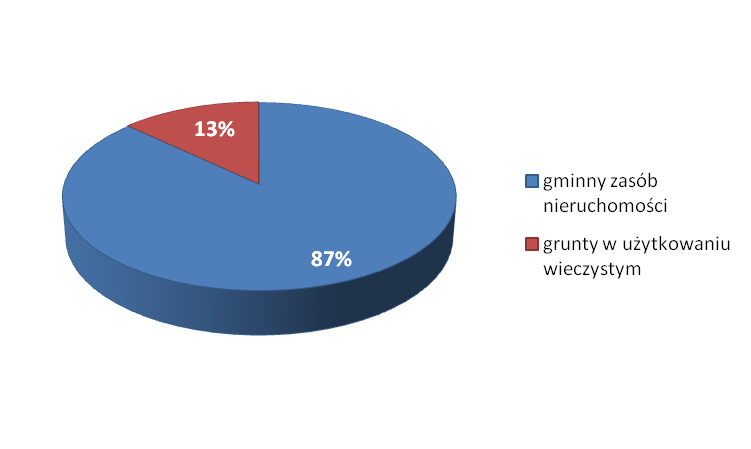 13%
87%
gminny zasób
nieruchomości
grunty w użytkowaniu
wieczystym